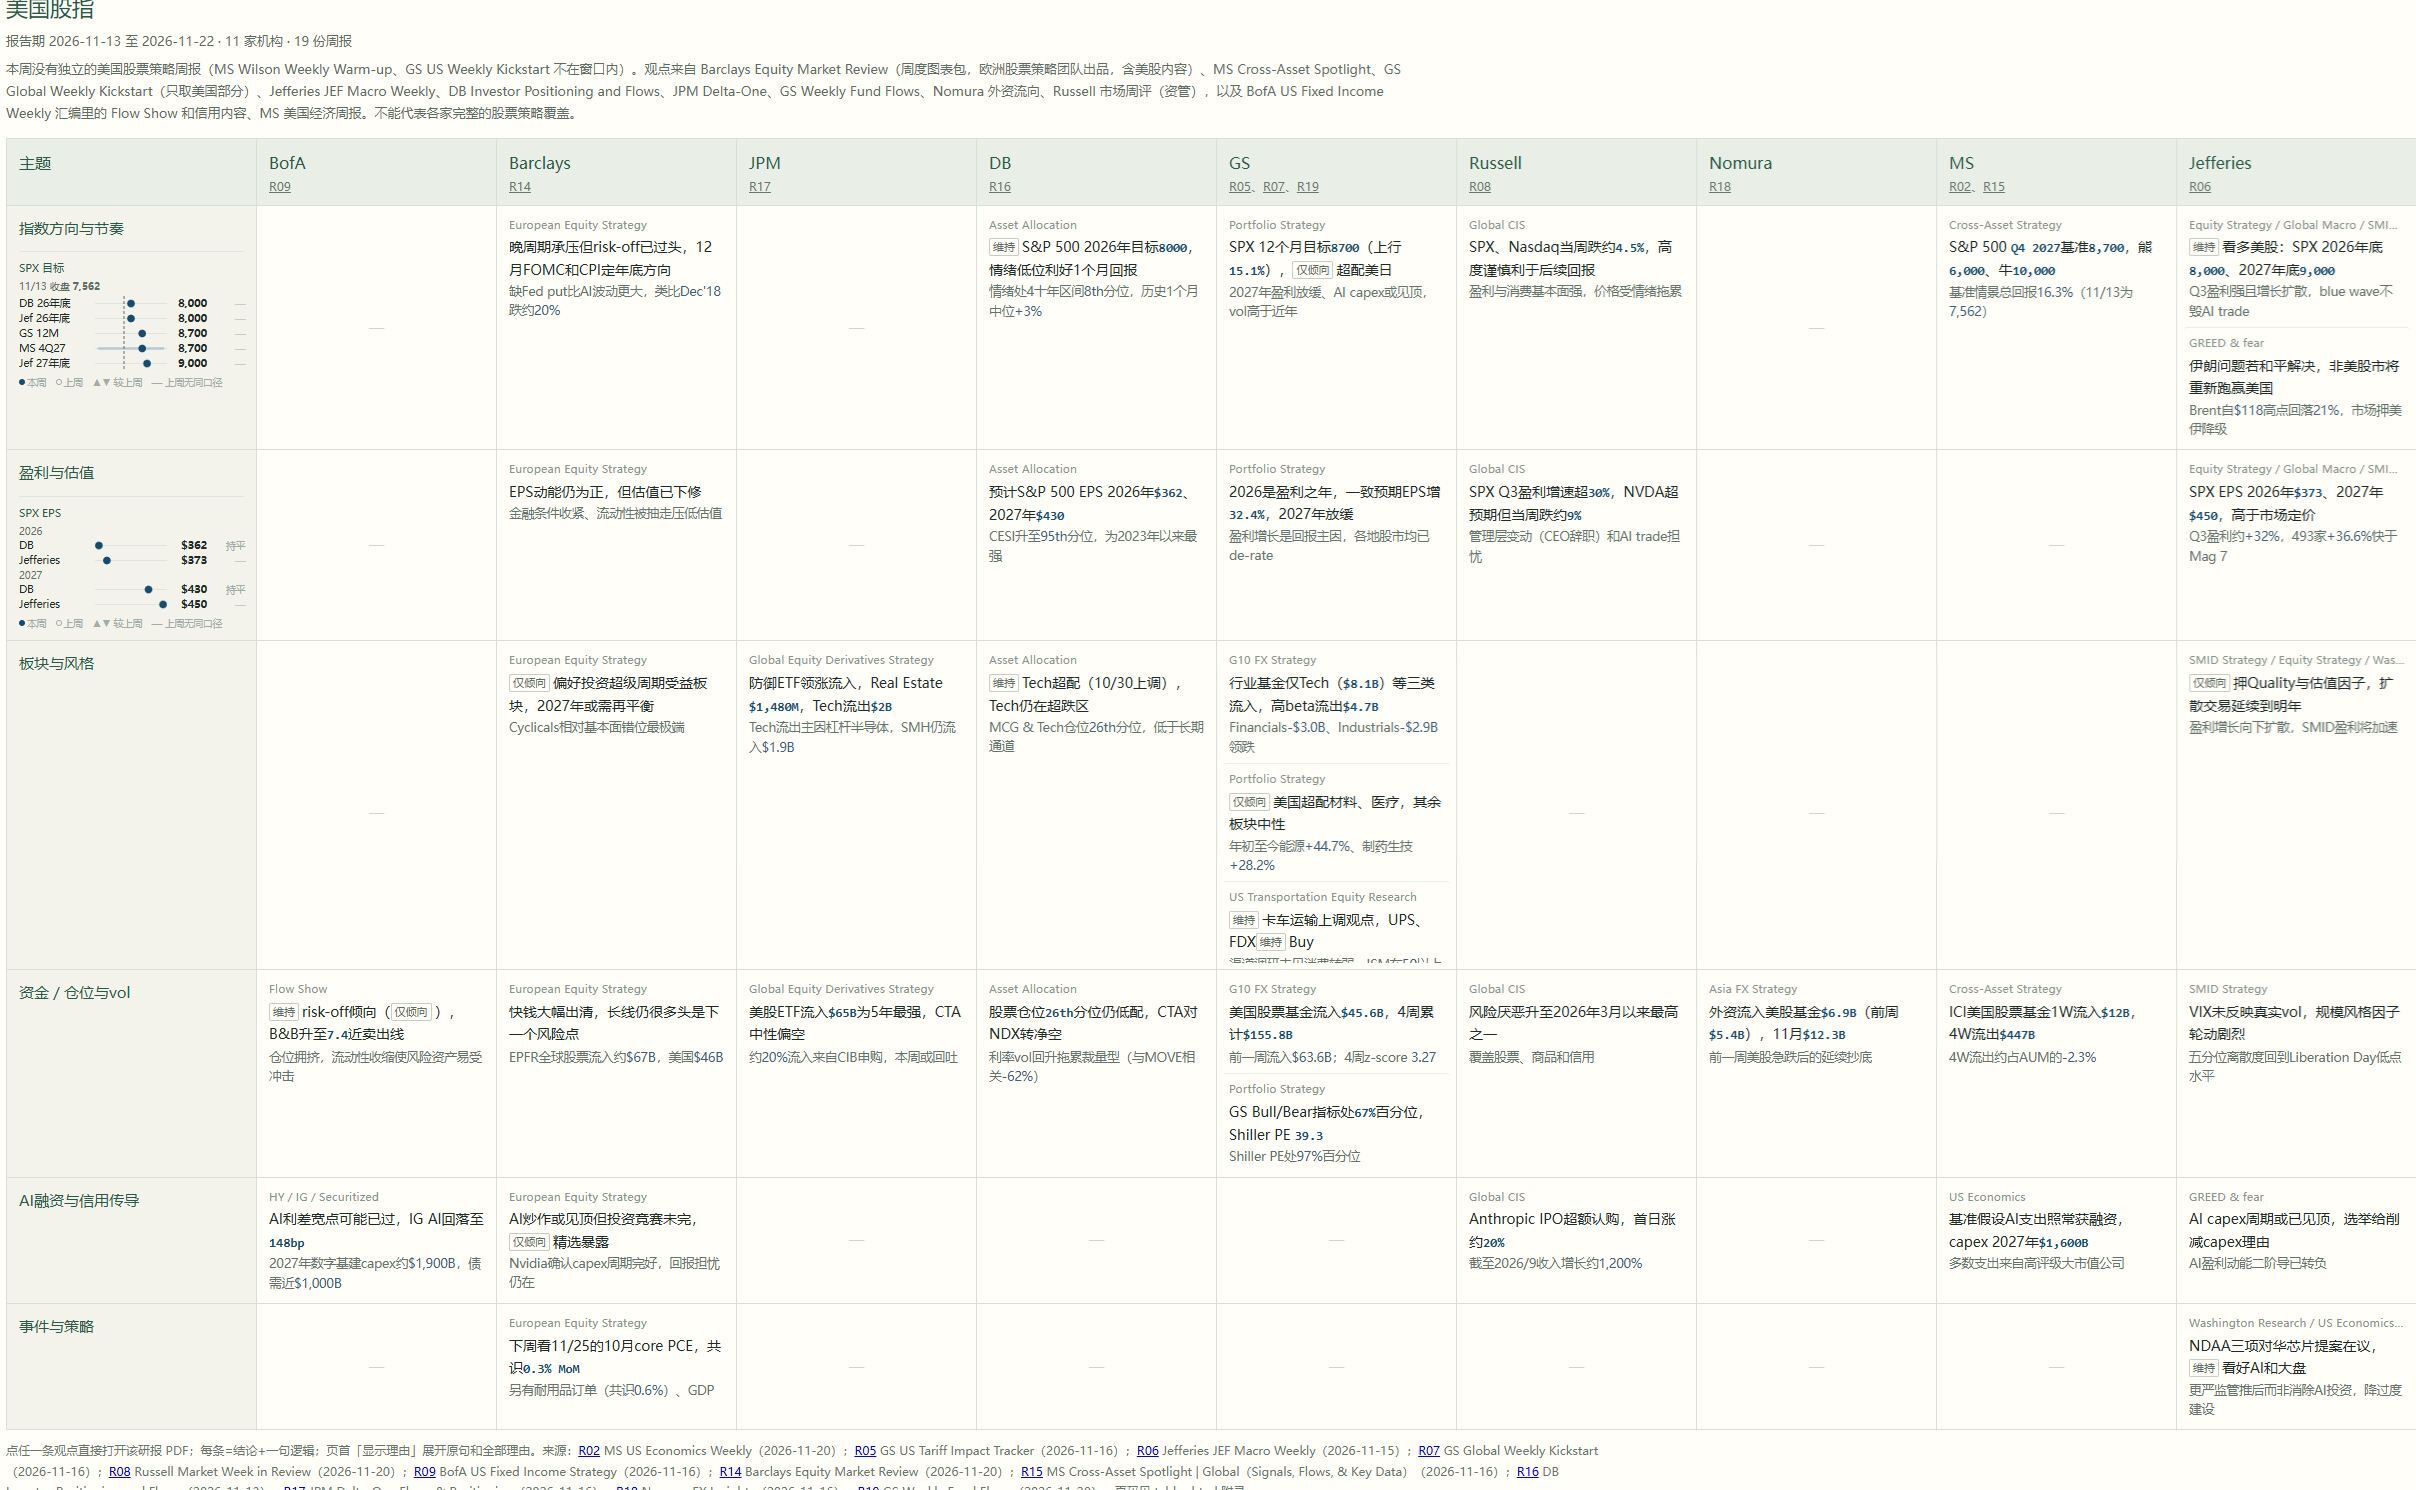 美国股指
报告期 2026-11-13 至 2026-11-22 · 11 家机构 · 19 份周报
本周没有独立的美国股票策略周报（MS Wilson Weekly Warm-up、GS US Weekly Kickstart 不在窗口内）。观点来自 Barclays Equity Market Review（周度图表包，欧洲股票策略团队出品，含美股内容）、MS Cross-Asset Spotlight、GS
Global Weekly Kickstart（只取美国部分）、Jefferies JEF Macro Weekly、DB Investor Positioning and Flows、JPM Delta-One、GS Weekly Fund Flows、Nomura 外资流向、Russell 市场周评（资管），以及 BofA US Fixed Income
Weekly 汇编里的 Flow Show 和信用内容、MS 美国经济周报。不能代表各家完整的股票策略覆盖。
主题
BofA
R09
Barclays
R14
JPM
R17
DB
R16
GS
R05、R07、R19
Russell
R08
Nomura
R18
MS
R02、R15
Jefferies
R06
指数方向与节奏
SPX 目标
11/13 收盘 7,562
DB 26年底 8,000 —
Jef 26年底 8,000 —
GS 12M 8,700 —
MS 4Q27 8,700 —
Jef 27年底 9,000 —
●本周 ○上周 ▲▼ 较上周 — 上周无同口径
—
European Equity Strategy
晚周期承压但risk-off已过头，12
月FOMC和CPI定年底方向
缺Fed put比AI波动更大，类比Dec'18
跌约20%
—
Asset Allocation
维持 S&P 500 2026年目标8000，
情绪低位利好1个月回报
情绪处4十年区间8th分位，历史1个月
中位+3%
Portfolio Strategy
SPX 12个月目标8700（上行
15.1%），仅倾向 超配美日
2027年盈利放缓、AI capex或见顶，
vol高于近年
Global CIS
SPX、Nasdaq当周跌约4.5%，高
度谨慎利于后续回报
盈利与消费基本面强，价格受情绪拖累
—
Cross-Asset Strategy
S&P 500 Q4 2027基准8,700，熊
6,000、牛10,000
基准情景总回报16.3%（11/13为
7,562）
Equity Strategy / Global Macro / SMI...
维持 看多美股：SPX 2026年底
8,000、2027年底9,000
Q3盈利强且增长扩散，blue wave不
毁AI trade
GREED & fear
伊朗问题若和平解决，非美股市将
重新跑赢美国
Brent自$118高点回落21%，市场押美
伊降级
盈利与估值
SPX EPS
2026
DB $362 持平
Jefferies $373 —
2027
DB $430 持平
Jefferies $450 —
●本周 ○上周 ▲▼ 较上周 — 上周无同口径
—
European Equity Strategy
EPS动能仍为正，但估值已下修
金融条件收紧、流动性被抽走压低估值
—
Asset Allocation
预计S&P 500 EPS 2026年$362、
2027年$430
CESI升至95th分位，为2023年以来最
强
Portfolio Strategy
2026是盈利之年，一致预期EPS增
32.4%，2027年放缓
盈利增长是回报主因，各地股市均已
de-rate
Global CIS
SPX Q3盈利增速超30%，NVDA超
预期但当周跌约9%
管理层变动（CEO辞职）和AI trade担
忧
—
—
Equity Strategy / Global Macro / SMI...
SPX EPS 2026年$373、2027年
$450，高于市场定价
Q3盈利约+32%，493家+36.6%快于
Mag 7
板块与风格
—
European Equity Strategy
仅倾向 偏好投资超级周期受益板
块，2027年或需再平衡
Cyclicals相对基本面错位最极端
Global Equity Derivatives Strategy
防御ETF领涨流入，Real Estate
$1,480M，Tech流出$2B
Tech流出主因杠杆半导体，SMH仍流
入$1.9B
Asset Allocation
维持 Tech超配（10/30上调），
Tech仍在超跌区
MCG & Tech仓位26th分位，低于长期
通道
G10 FX Strategy
行业基金仅Tech（$8.1B）等三类
流入，高beta流出$4.7B
Financials-$3.0B、Industrials-$2.9B
领跌
Portfolio Strategy
仅倾向 美国超配材料、医疗，其余
板块中性
年初至今能源+44.7%、制药生技
+28.2%
US Transportation Equity Research
维持 卡车运输上调观点，UPS、
FDX 维持 Buy
—
—
—
SMID Strategy / Equity Strategy / Was...
仅倾向 押Quality与估值因子，扩
散交易延续到明年
盈利增长向下扩散，SMID盈利将加速
资金 / 仓位与vol
Flow Show
维持 risk-off倾向（仅倾向），
B&B升至7.4近卖出线
仓位拥挤，流动性收缩使风险资产易受
冲击
European Equity Strategy
快钱大幅出清，长线仍很多头是下
一个风险点
EPFR全球股票流入约$67B，美国$46B
Global Equity Derivatives Strategy
美股ETF流入$65B为5年最强，CTA
中性偏空
约20%流入来自CIB申购，本周或回吐
Asset Allocation
股票仓位26th分位仍低配，CTA对
NDX转净空
利率vol回升拖累裁量型（与MOVE相
关-62%）
G10 FX Strategy
美国股票基金流入$45.6B，4周累
计$155.8B
前一周流入$63.6B；4周z-score 3.27
Portfolio Strategy
GS Bull/Bear指标处67%百分位，
Shiller PE 39.3
Shiller PE处97%百分位
Global CIS
风险厌恶升至2026年3月以来最高
之一
覆盖股票、商品和信用
Asia FX Strategy
外资流入美股基金$6.9B（前周
$5.4B），11月$12.3B
前一周美股急跌后的延续抄底
Cross-Asset Strategy
ICI美国股票基金1W流入$12B，
4W流出$447B
4W流出约占AUM的-2.3%
SMID Strategy
VIX未反映真实vol，规模风格因子
轮动剧烈
五分位离散度回到Liberation Day低点
水平
AI融资与信用传导
HY / IG / Securitized
AI利差宽点可能已过，IG AI回落至
148bp
2027年数字基建capex约$1,900B，债
需近$1,000B
European Equity Strategy
AI炒作或见顶但投资竞赛未完，
仅倾向 精选暴露
Nvidia确认capex周期完好，回报担忧
仍在
—
—
—
Global CIS
Anthropic IPO超额认购，首日涨
约20%
截至2026/9收入增长约1,200%
—
US Economics
基准假设AI支出照常获融资，
capex 2027年$1,600B
多数支出来自高评级大市值公司
GREED & fear
AI capex周期或已见顶，选举给削
减capex理由
AI盈利动能二阶导已转负
事件与策略
—
European Equity Strategy
下周看11/25的10月core PCE，共
识0.3% MoM
另有耐用品订单（共识0.6%）、GDP
—
—
—
—
—
—
Washington Research / US Economics...
NDAA三项对华芯片提案在议，
维持 看好AI和大盘
更严监管推后而非消除AI投资，降过度
建设
点任一条观点直接打开该研报 PDF；每条=结论+一句逻辑；页首「显示理由」展开原句和全部理由。来源：R02 MS US Economics Weekly（2026-11-20）；R05 GS US Tariff Impact Tracker（2026-11-16）；R06 Jefferies JEF Macro Weekly（2026-11-15）；R07 GS Global Weekly Kickstart
（2026-11-16）；R08 Russell Market Week in Review（2026-11-20）；R09 BofA US Fixed Income Strategy（2026-11-16）；R14 Barclays Equity Market Review（2026-11-20）；R15 MS Cross-Asset Spotlight | Global（Signals, Flows, & Key Data）（2026-11-16）；R16 DB